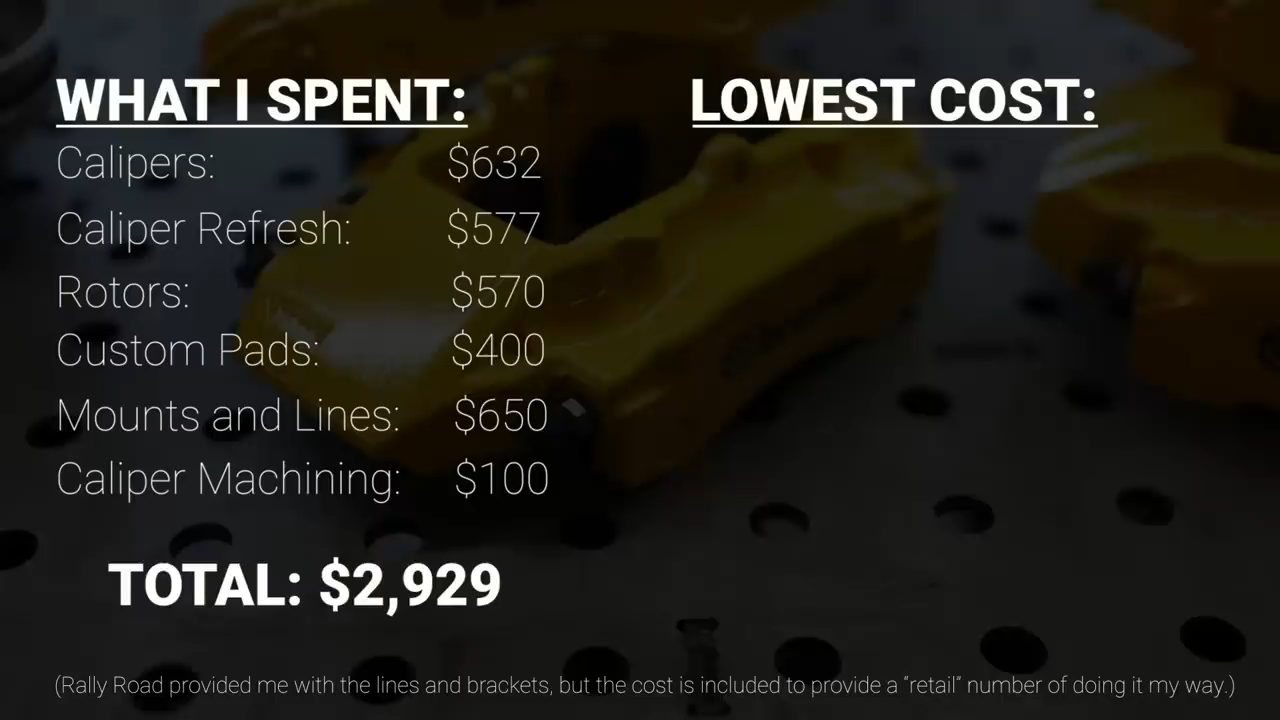 WHAT I SPENT: LOWEST COST:
Calipers: $632
Caliper Refresh: $577
Rotors: $570
Custom Pads: $400
Mounts and Lines: $650
Caliper Machining: $100
TOTAL: $2,929
(Rally Road provided me with the lines and brackets, but the cost is included to provide a "retail" number of doing it my way.)